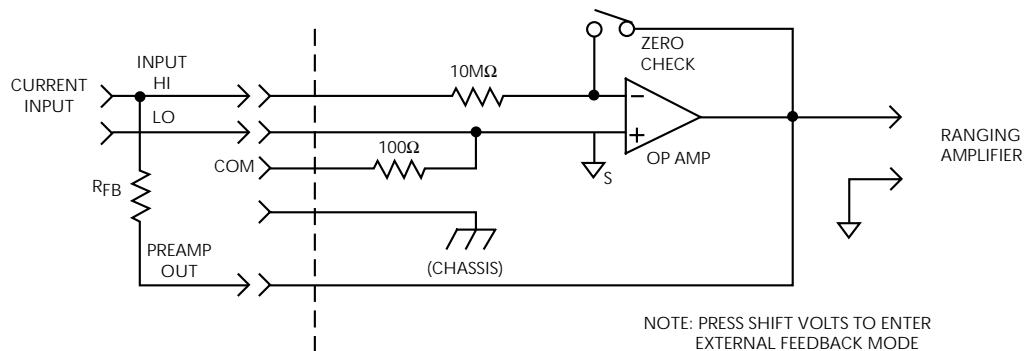 CURRENT
INPUT
INPUT
HI
LO
COM
RFB
PREAMP
OUT
10MΩ
100Ω
ZERO
CHECK
−
+
OP AMP
S
(CHASSIS)
RANGING
AMPLIFIER
NOTE: PRESS SHIFT VOLTS TO ENTER
EXTERNAL FEEDBACK MODE